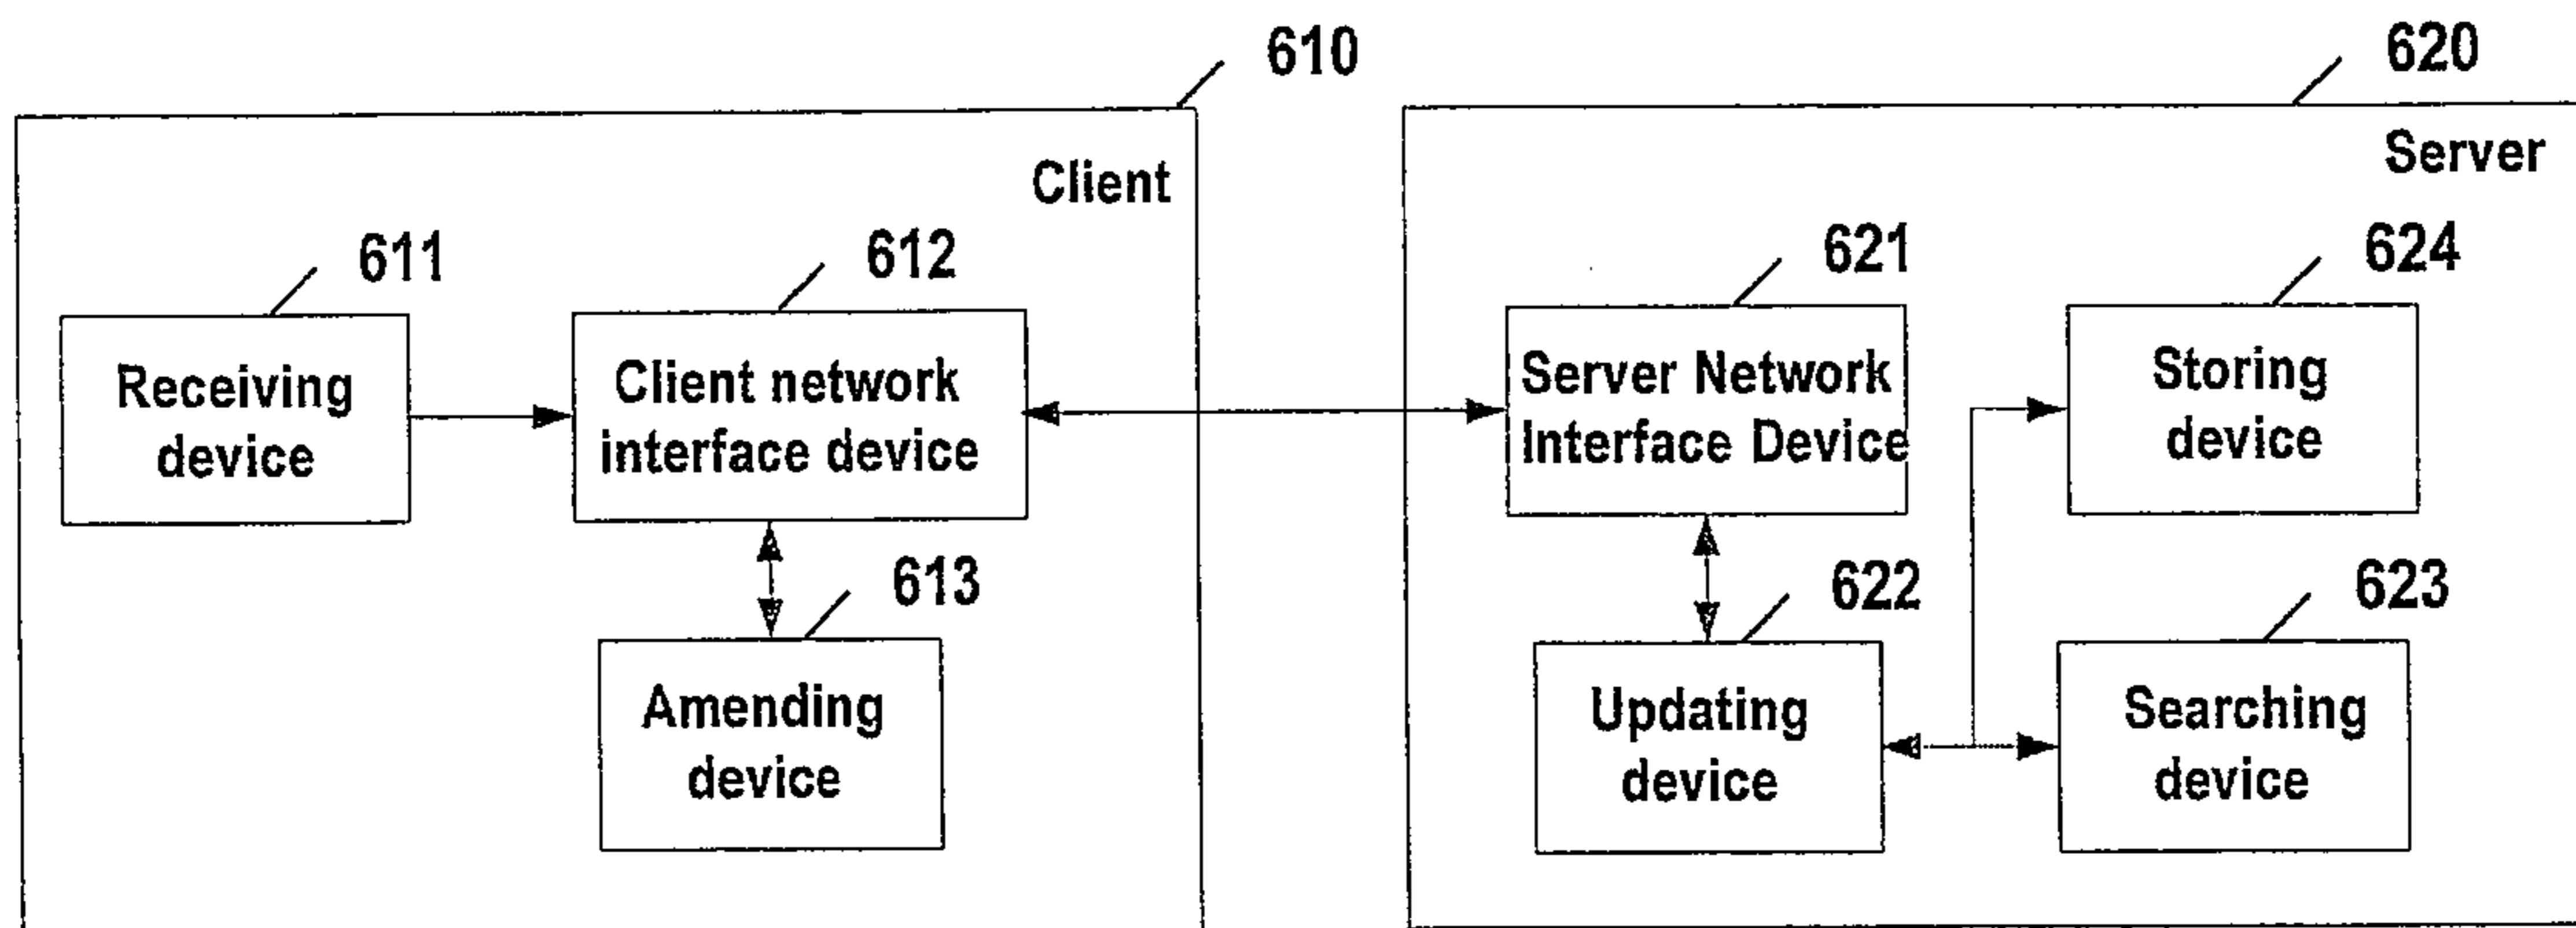 610
620
Client
Server
611
612
621
624
Receiving
device
Client network
interface device
Server Network
Interface Device
Storing
device
613
622
623
Amending
device
Updating
device
Searching
device